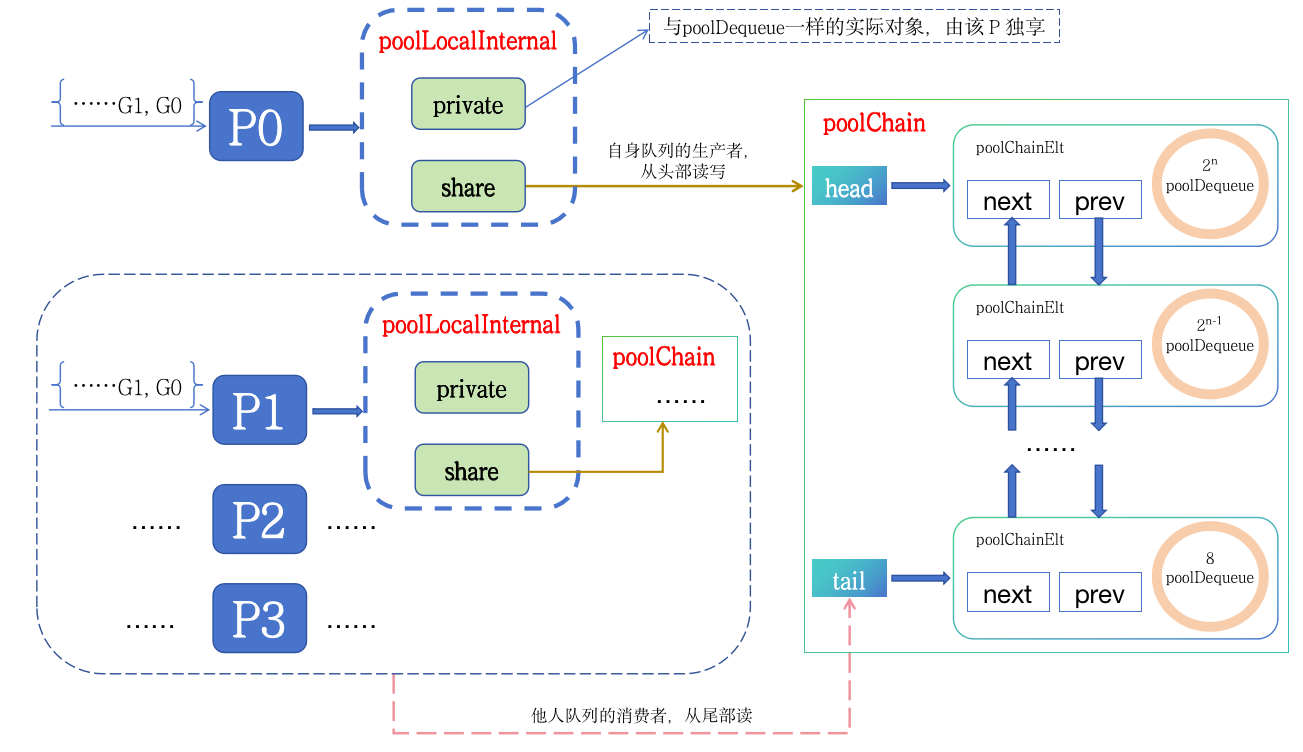 poolLocalInternal
private
share
……G1, G0
P0
与poolDequeue一样的实际对象，由该 P 独享
自身队列的生产者，
从头部读写
poolChain
head
poolChainElt
next
prev
2ⁿ
poolDequeue
poolChainElt
next
prev
2ⁿ⁻¹
poolDequeue
……
tail
poolChainElt
next
prev
8
poolDequeue
poolLocalInternal
private
share
……G1, G0
P1
poolChain
……
……
P2
……
……
P3
……
他人队列的消费者，从尾部读